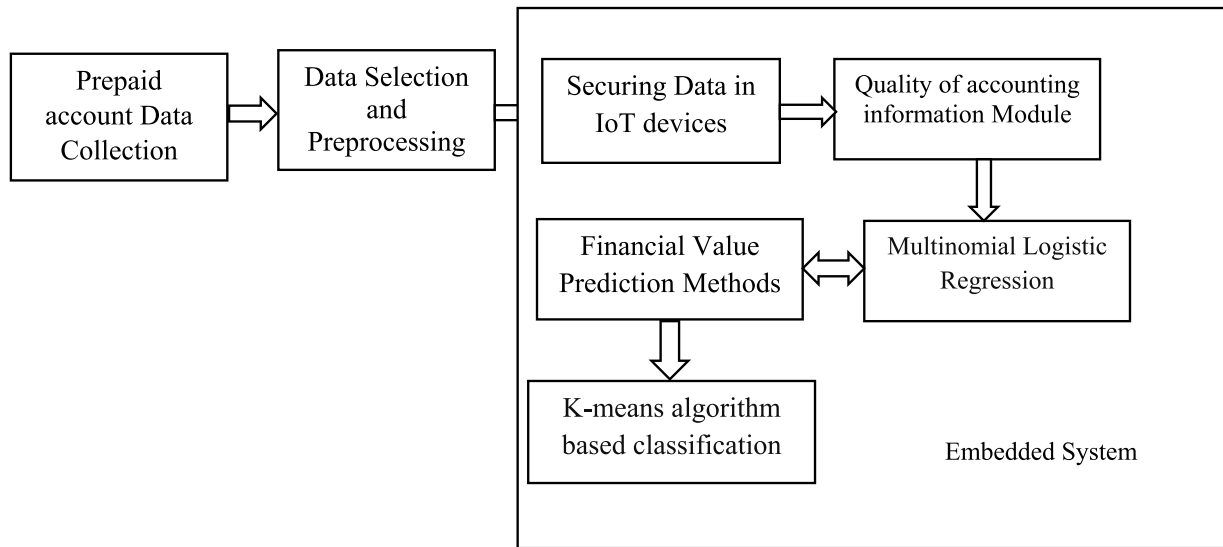 Prepaid
account Data
Collection
Data Selection
and
Preprocessing
Securing Data in
IoT devices
Quality of accounting
information Module
Financial Value
Prediction Methods
Multinomial Logistic
Regression
K-means algorithm
based classification
Embedded System